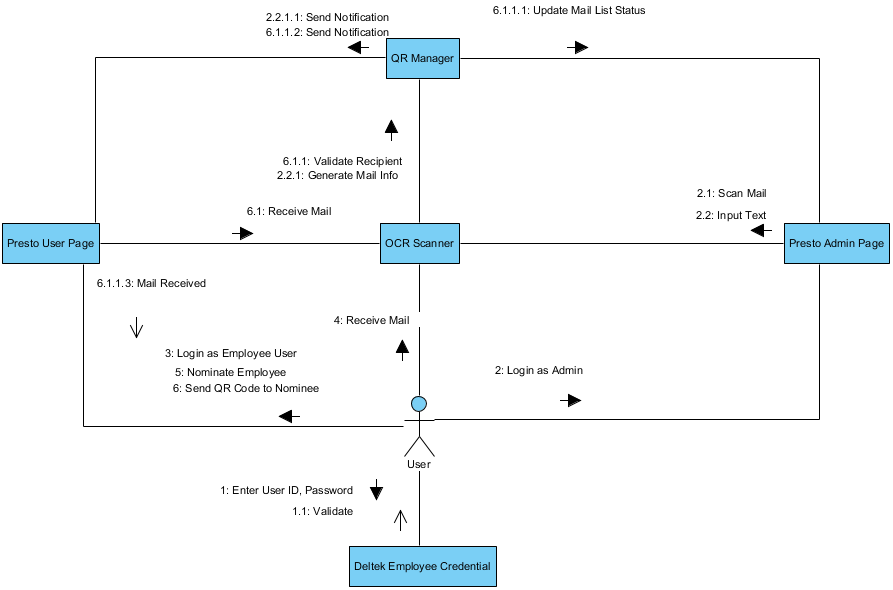 6.1.1.1: Update Mail List Status
2.2.1.1: Send Notification
6.1.1.2: Send Notification
QR Manager
6.1.1: Validate Recipient
2.2.1: Generate Mail Info
2.1: Scan Mail
6.1: Receive Mail
2.2: Input Text
Presto User Page
OCR Scanner
Presto Admin Page
6.1.1.3: Mail Received
4: Receive Mail
3: Login as Employee User
5: Nominate Employee
2: Login as Admin
6: Send QR Code to Nominee
User
1: Enter User ID, Password
1.1: Validate
Deltek Employee Credential